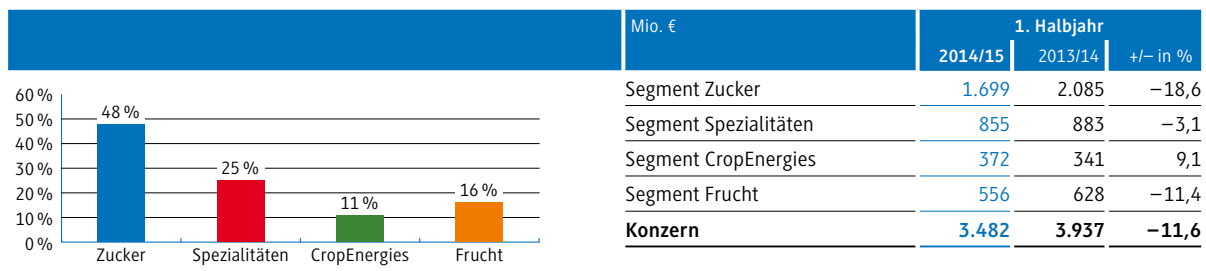 Mio. € 1. Halbjahr
2014/15 2013/14 +/– in %
60 %
50 %
40 %
30 %
20 %
10 %
0 %
48 %
25 %
11 %
16 %
Zucker Spezialitäten CropEnergies Frucht
Segment Zucker 1.699 2.085 –18,6
Segment Spezialitäten 855 883 –3,1
Segment CropEnergies 372 341 9,1
Segment Frucht 556 628 –11,4
Konzern 3.482 3.937 –11,6